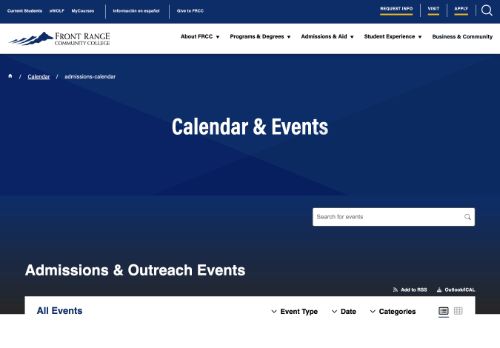 Current Students eWOLF MyCourses Información en español Give to FRCC REQUEST INFO VISIT APPLY
FRONT RANGE
COMMUNITY COLLEGE
About FRCC Programs & Degrees Admissions & Aid Student Experience Business & Community
/ Calendar / admissions-calendar
Calendar & Events
Search for events
Admissions & Outreach Events
Add to RSS Outlook/iCAL
All Events Event Type Date Categories